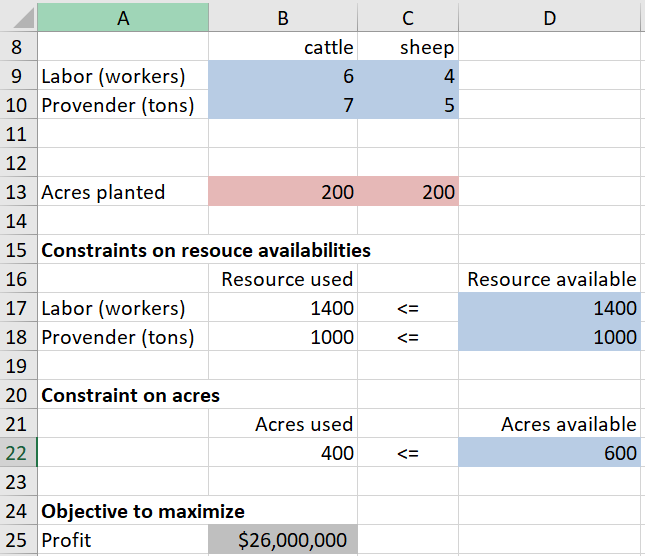 A B C D
8 cattle sheep
9 Labor (workers) 6 4
10 Provender (tons) 7 5
11
12
13 Acres planted 200 200
14
15 Constraints on resouce availabilities
16 Resource used Resource available
17 Labor (workers) 1400 <= 1400
18 Provender (tons) 1000 <= 1000
19
20 Constraint on acres
21 Acres used Acres available
22 400 <= 600
23
24 Objective to maximize
25 Profit $26,000,000